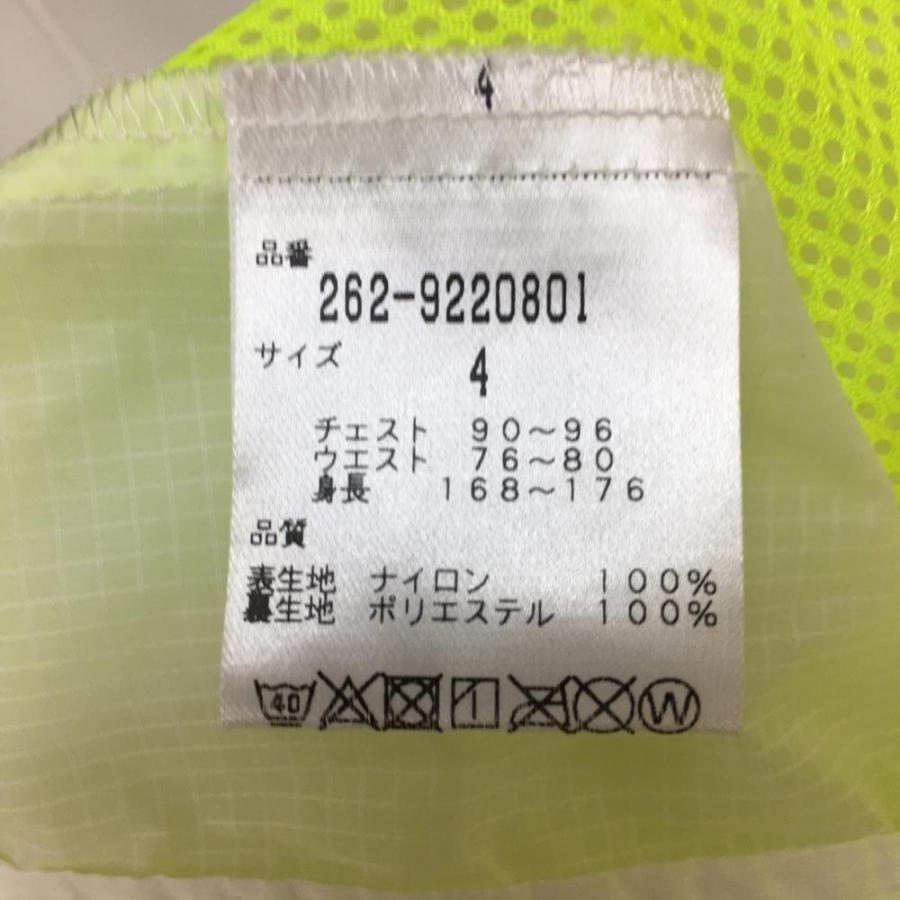 4
品番
262-9220801
サイズ
4
チェスト 90～96
ウエスト 76～80
身長 168～176
品質
表生地 ナイロン 100%
裏生地 ポリエステル 100%
40 W